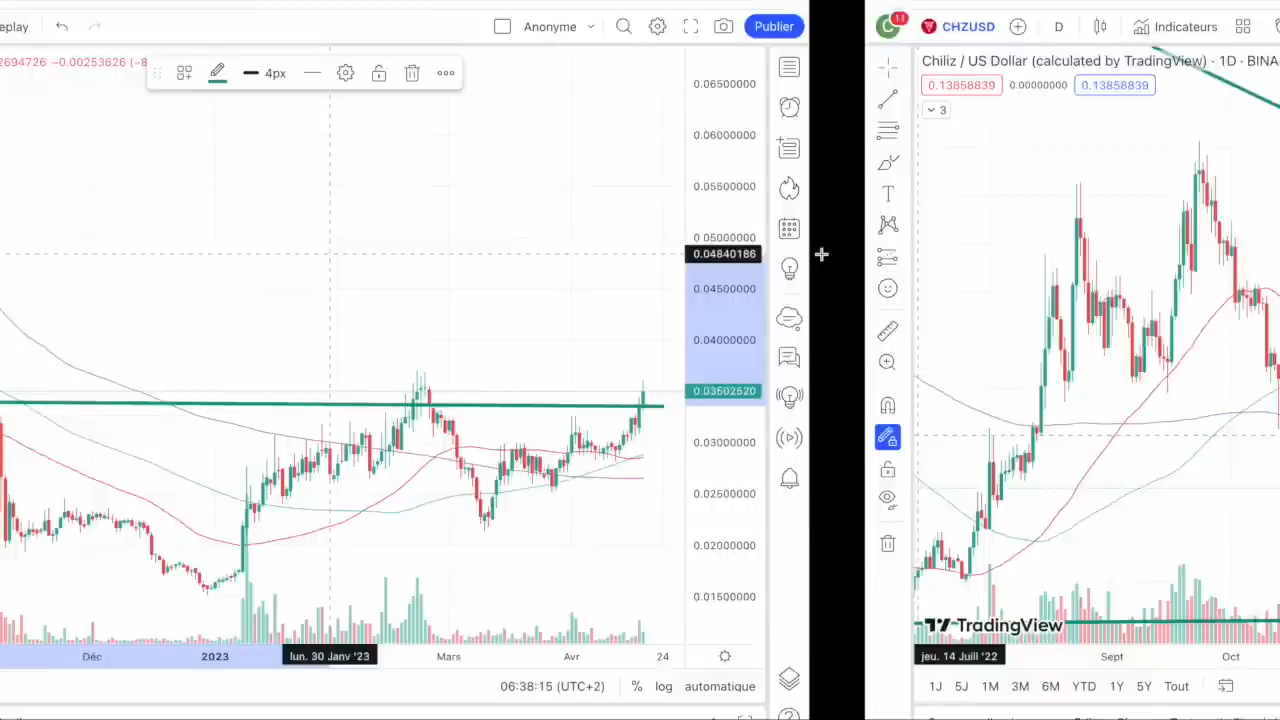 eplay
Anonyme
Publier
2694726 −0.00253626 (−8
4px
0.06500000
0.06000000
0.05500000
0.05000000
0.04840186
0.04500000
0.04000000
0.03502520
0.03000000
0.02500000
0.02000000
0.01500000
Déc
2023
lun. 30 Janv '23
Mars
Avr
24
06:38:15 (UTC+2)
%
log
automatique
C
11
CHZUSD
D
Indicateurs
Chiliz / US Dollar (calculated by TradingView) · 1D · BINA
0.13858839
0.00000000
0.13858839
3
TradingView
jeu. 14 Juill '22
Sept
Oct
1J
5J
1M
3M
6M
YTD
1Y
5Y
Tout